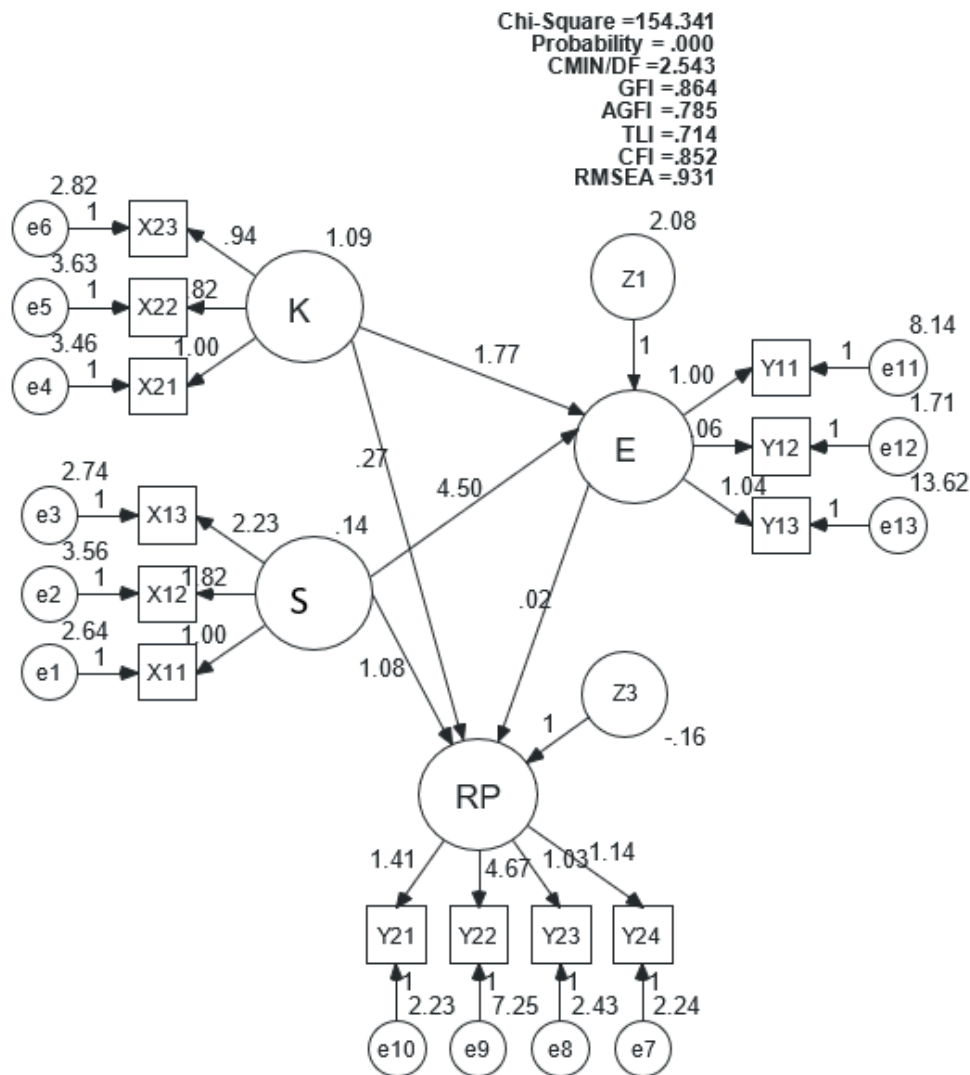 Chi-Square =154.341
Probability = .000
CMIN/DF =2.543
GFI =.864
AGFI =.785
TLI =.714
CFI =.852
RMSEA =.931
2.82
e6 1 X23 .94 1.09
3.63
e5 1 X22 .82 K
3.46
e4 1 X21 1.00
2.08
Z1
1
1.77
.27
4.50
8.14
1.00 Y11 1 e11
1.71
E .06 Y12 1 e12
13.62
1.04 Y13 1 e13
2.74
e3 1 X13 2.23 .14
3.56
e2 1 X12 1.82 S
2.64
e1 1 X11 1.00
1.08
.02
Z3
1 -.16
RP
1.41 4.67 1.03 1.14
Y21 Y22 Y23 Y24
1 1 1 1
2.23 7.25 2.43 2.24
e10 e9 e8 e7